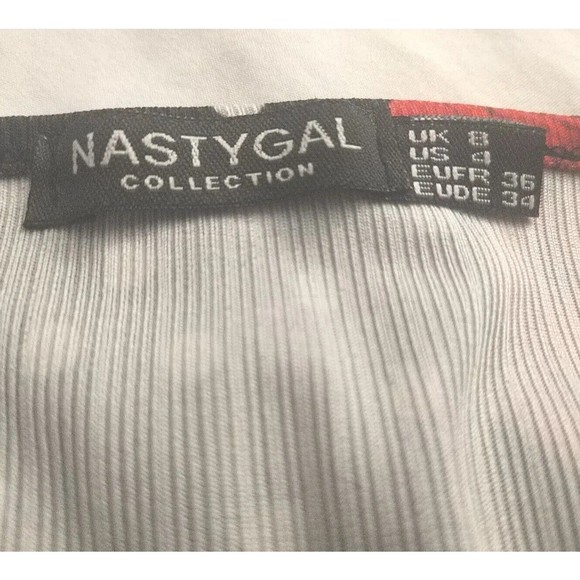 NASTYGAL
COLLECTION
UK 8
US 4
EUFR 36
EUDE 34